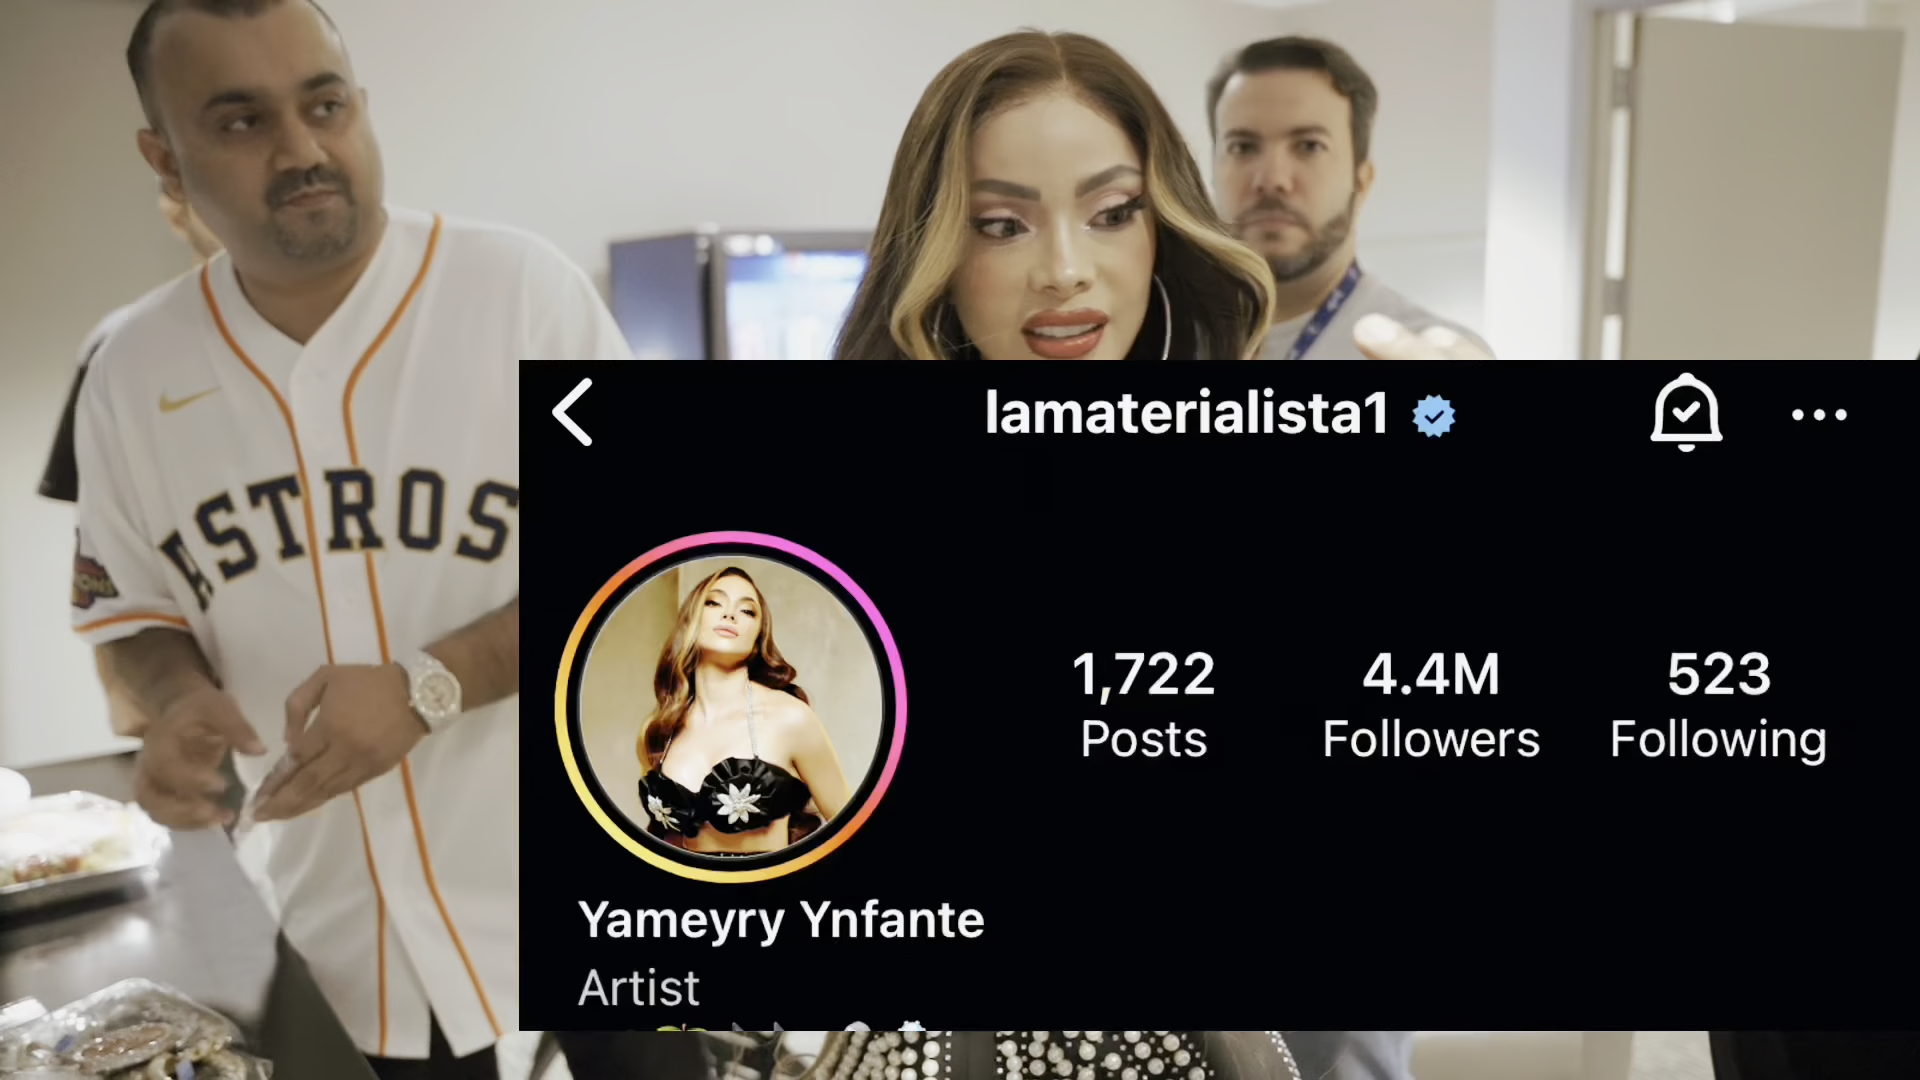 ASTROS
lamaterialista1
1,722
Posts
4.4M
Followers
523
Following
Yameyry Ynfante
Artist